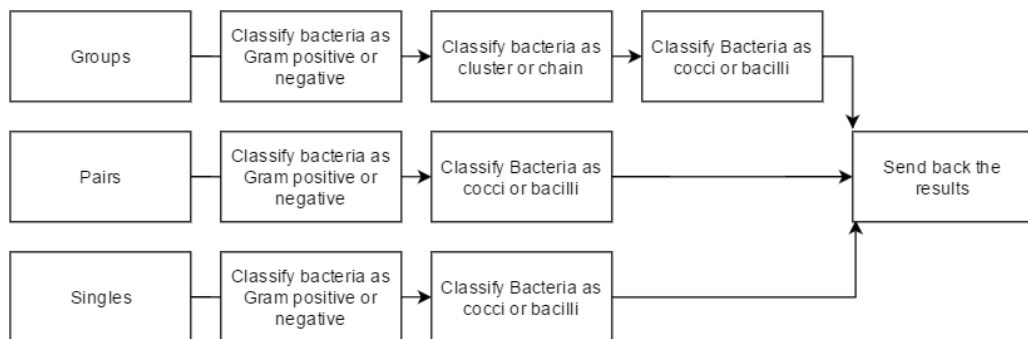 Groups
Classify bacteria as
Gram positive or
negative
Classify bacteria as
cluster or chain
Classify Bacteria as
cocci or bacilli
Pairs
Classify bacteria as
Gram positive or
negative
Classify Bacteria as
cocci or bacilli
Send back the
results
Singles
Classify bacteria as
Gram positive or
negative
Classify Bacteria as
cocci or bacilli